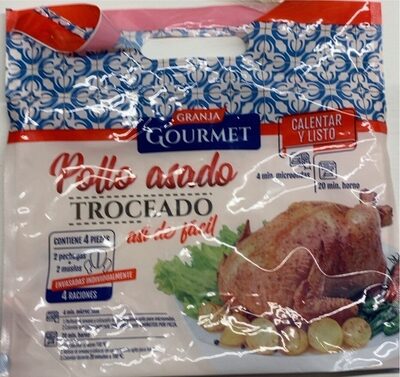 GRANJA
GOURMET
CALENTAR
Y LISTO
4 min. microondas
20 min. horno
Pollo asado
TROCEADO
así de fácil
CONTIENE 4 PIEZAS
2 pechugas
+ 2 muslos
ENVASADAS INDIVIDUALMENTE
4 RACIONES